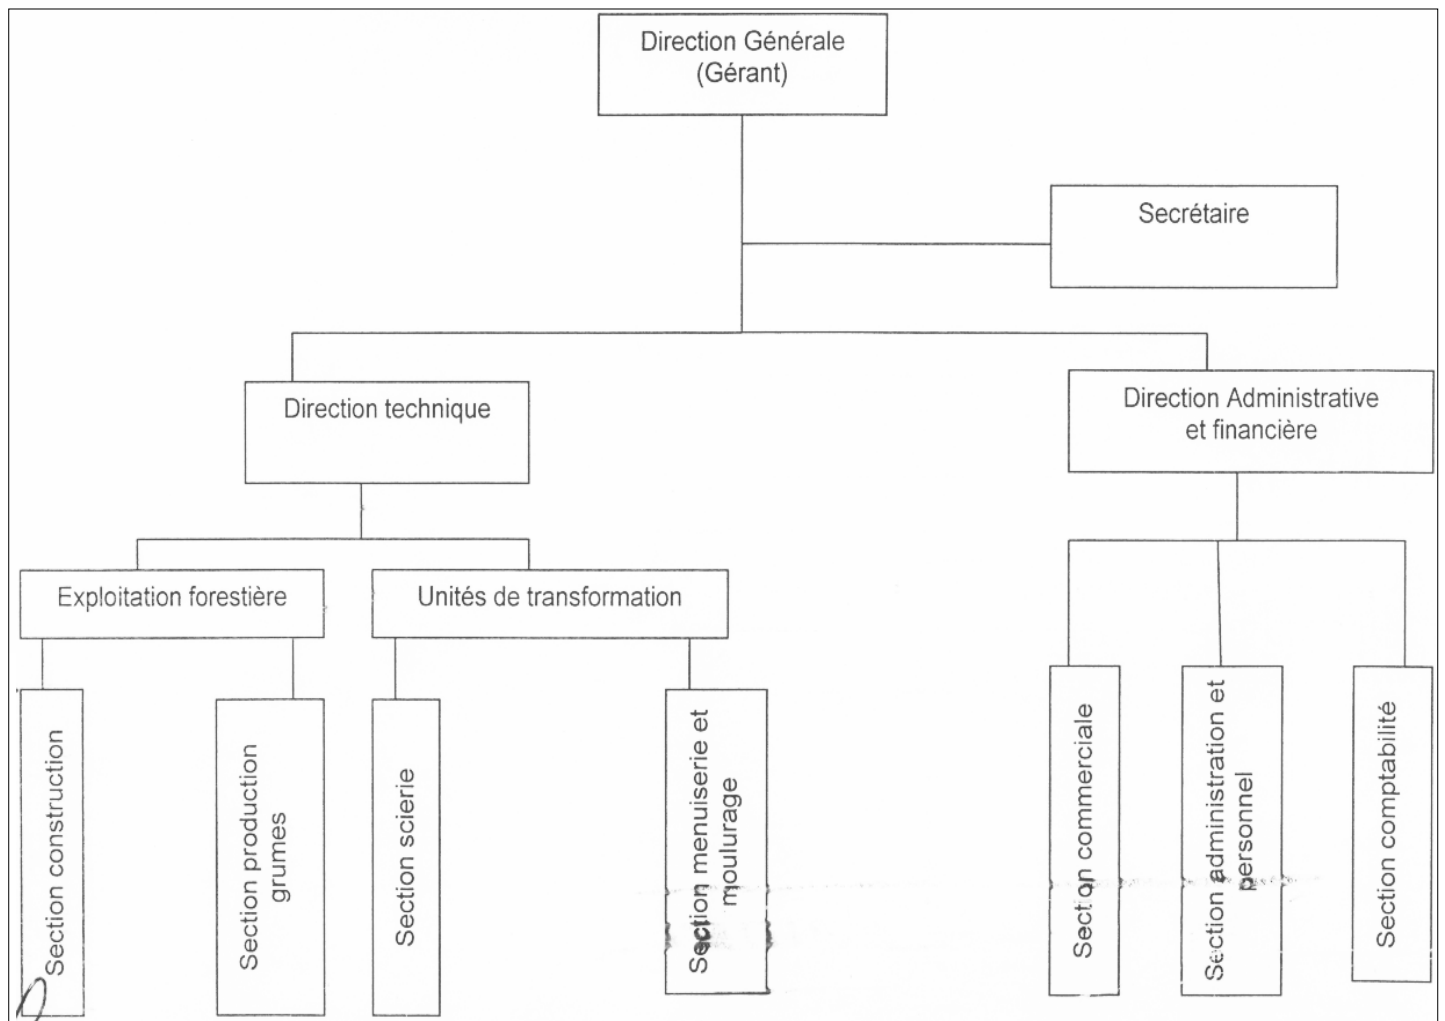 Direction Générale
(Gérant)
Secrétaire
Direction technique
Direction Administrative
et financière
Exploitation forestière
Unités de transformation
Section construction
Section production
grumes
Section scierie
Section menuiserie et
moulurage
Section commerciale
Section administration et
personnel
Section comptabilité